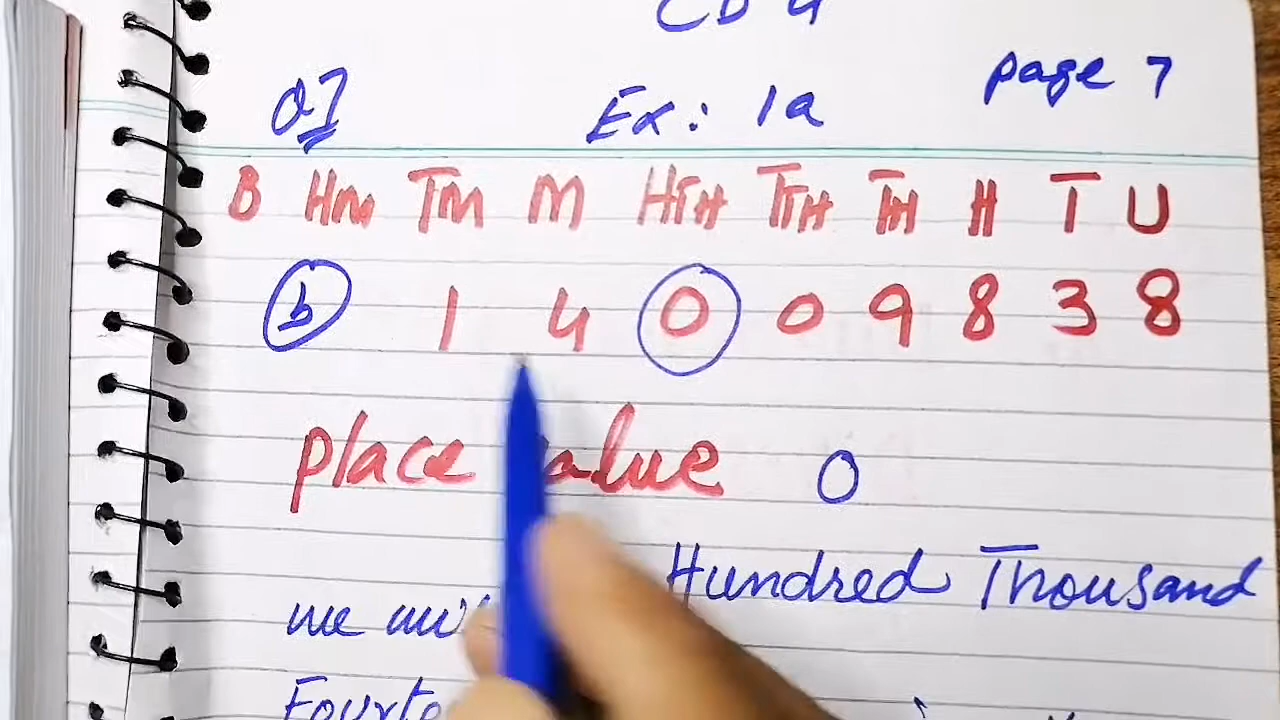 Q1 Ex: 1a page 7
B HM TM M HTH TTH TH H T U
b 1 4 0 0 9 8 3 8
place value 0
Hundred Thousand
we